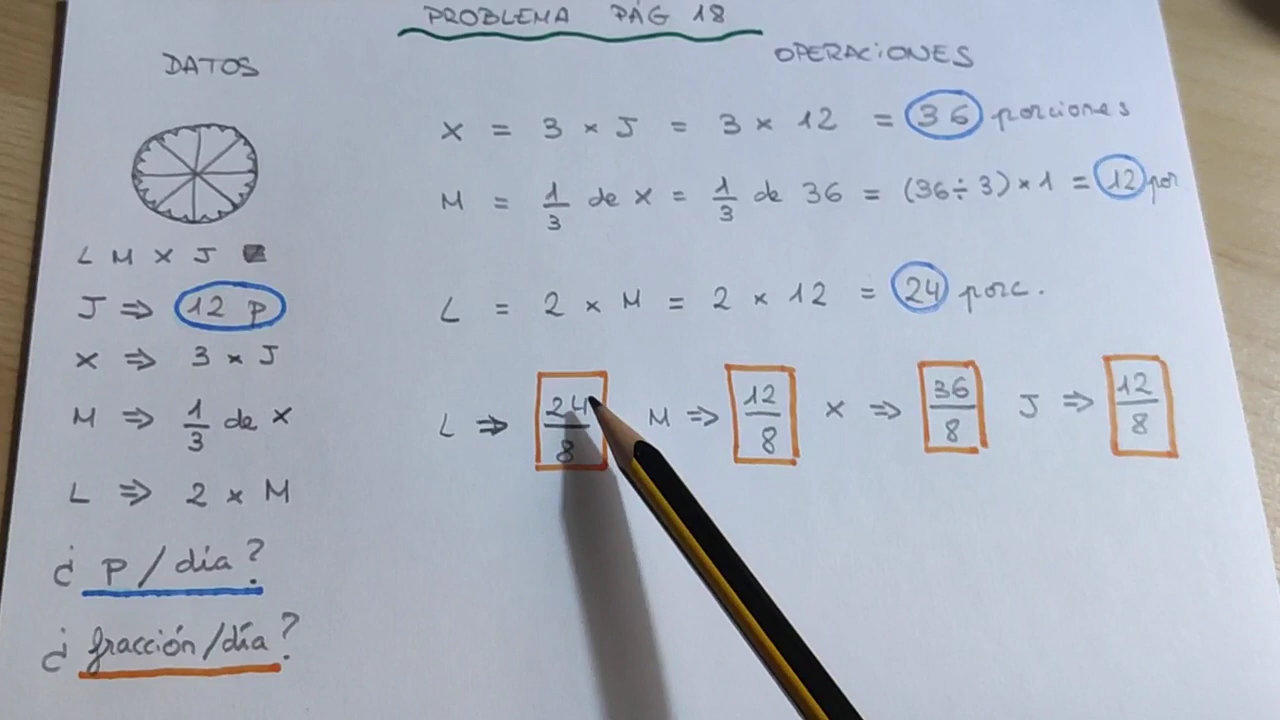 PROBLEMA PÁG 18
DATOS
L M X J
J ⇒ 12 p
X ⇒ 3 × J
M ⇒ 1/3 de X
L ⇒ 2 × M
¿ P / día ?
¿ fracción / día ?
OPERACIONES
X = 3 × J = 3 × 12 = 36 porciones
M = 1/3 de X = 1/3 de 36 = (36 ÷ 3) × 1 = 12 por
L = 2 × M = 2 × 12 = 24 porc.
L ⇒ 24/8 M ⇒ 12/8 X ⇒ 36/8 J ⇒ 12/8